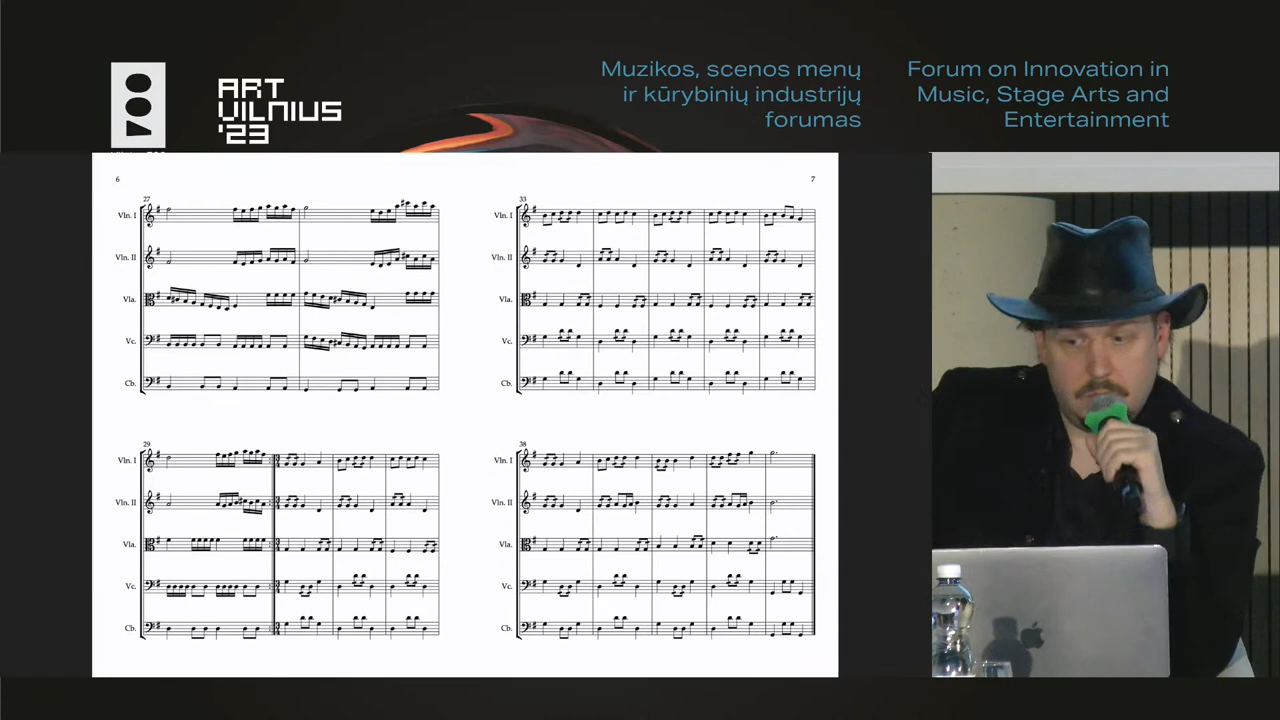 ART
VILNIUS
'23
Muzikos, scenos menų
ir kūrybinių industrijų
forumas
Forum on Innovation in
Music, Stage Arts and
Entertainment
6
27
Vln. I
Vln. II
Vla.
Vc.
Cb.
29
Vln. I
Vln. II
Vla.
Vc.
Cb.
7
33
Vln. I
Vln. II
Vla.
Vc.
Cb.
38
Vln. I
Vln. II
Vla.
Vc.
Cb.